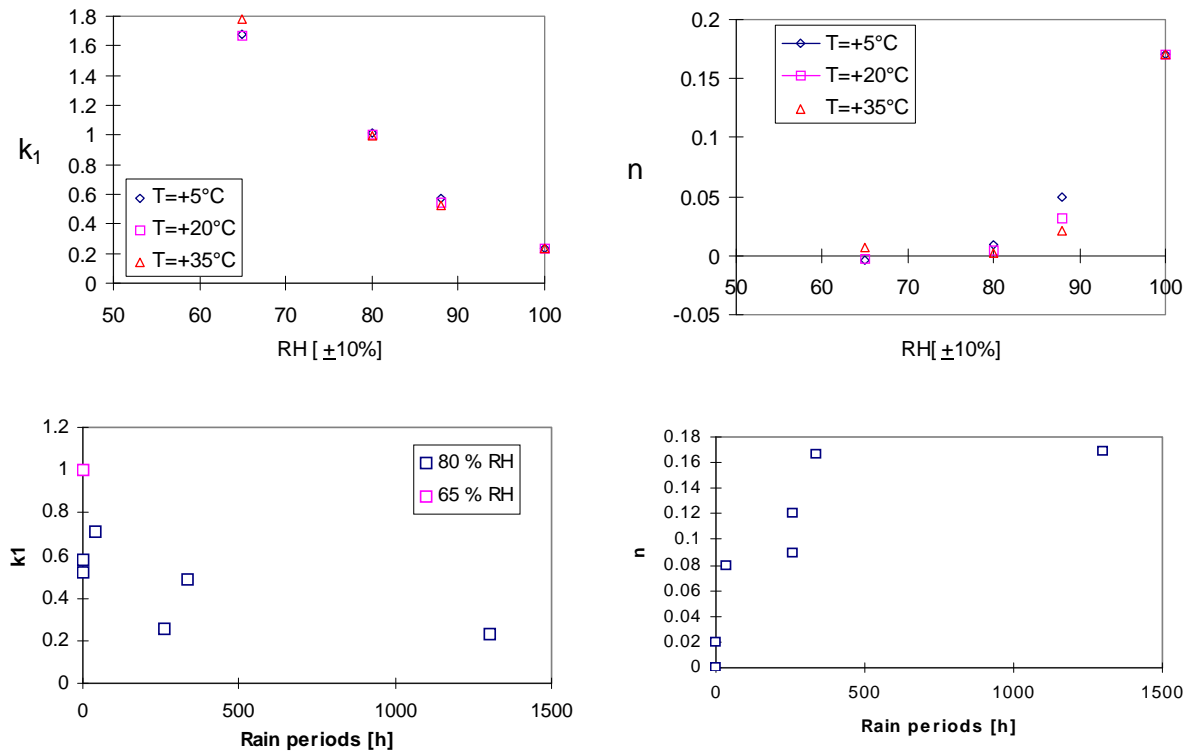 1.8
1.6
1.4
1.2
1
0.8
0.6
0.4
0.2
0
k₁
T=+5°C
T=+20°C
T=+35°C
50 60 70 80 90 100
RH [ ±10%]
0.2
0.15
0.1
0.05
0
-0.05
n
T=+5°C
T=+20°C
T=+35°C
50 60 70 80 90 100
RH[ ±10%]
1.2
1
0.8
0.6
0.4
0.2
0
k1
80 % RH
65 % RH
0 500 1000 1500
Rain periods [h]
0.18
0.16
0.14
0.12
0.1
0.08
0.06
0.04
0.02
0
n
0 500 1000 1500
Rain periods [h]